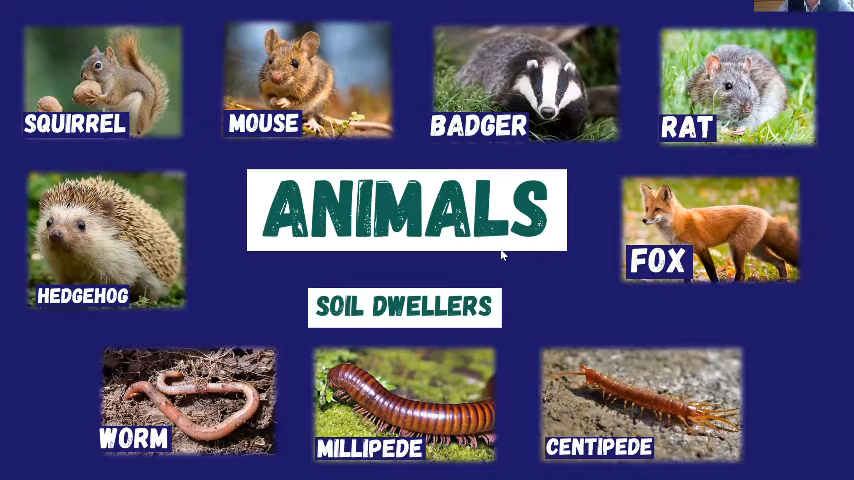 SQUIRREL
MOUSE
BADGER
RAT
ANIMALS
HEDGEHOG
FOX
SOIL DWELLERS
WORM
MILLIPEDE
CENTIPEDE